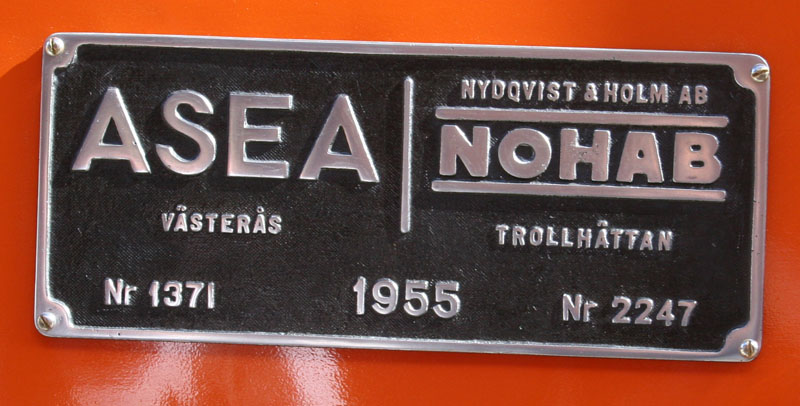 ASEA
VÄSTERÅS
Nr 1371
1955
NYDQVIST & HOLM AB
NOHAB
TROLLHÄTTAN
Nr 2247